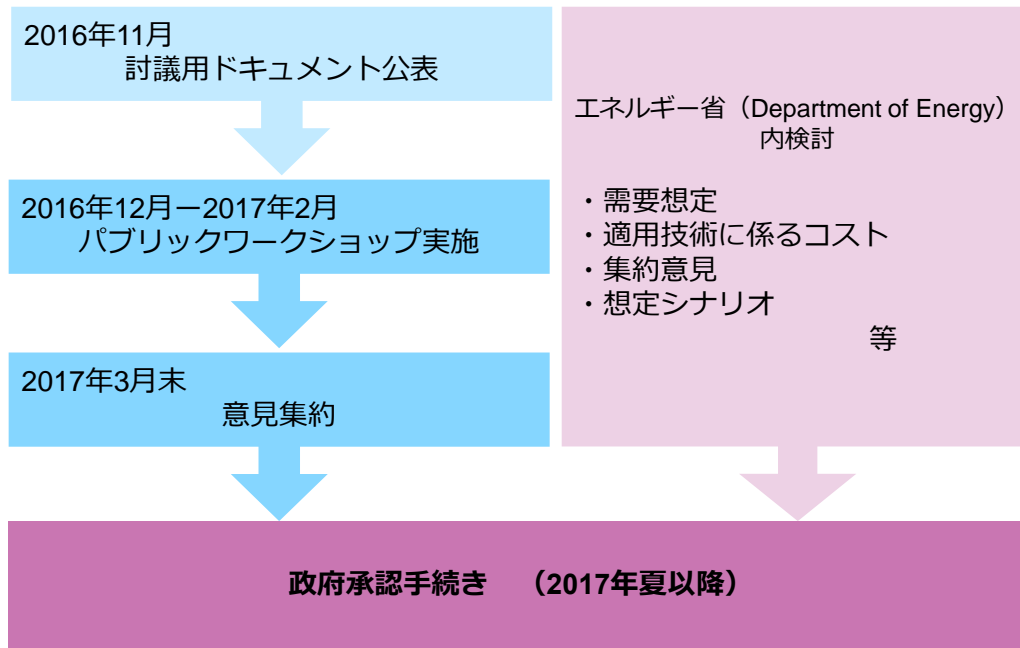 2016年11月
討議用ドキュメント公表
2016年12月ー2017年2月
パブリックワークショップ実施
2017年3月末
意見集約
エネルギー省（Department of Energy）
内検討
・需要想定
・適用技術に係るコスト
・集約意見
・想定シナリオ
等
政府承認手続き　（2017年夏以降）